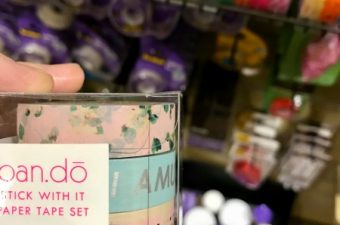 ban.dō
STICK WITH IT
PAPER TAPE SET
AMU